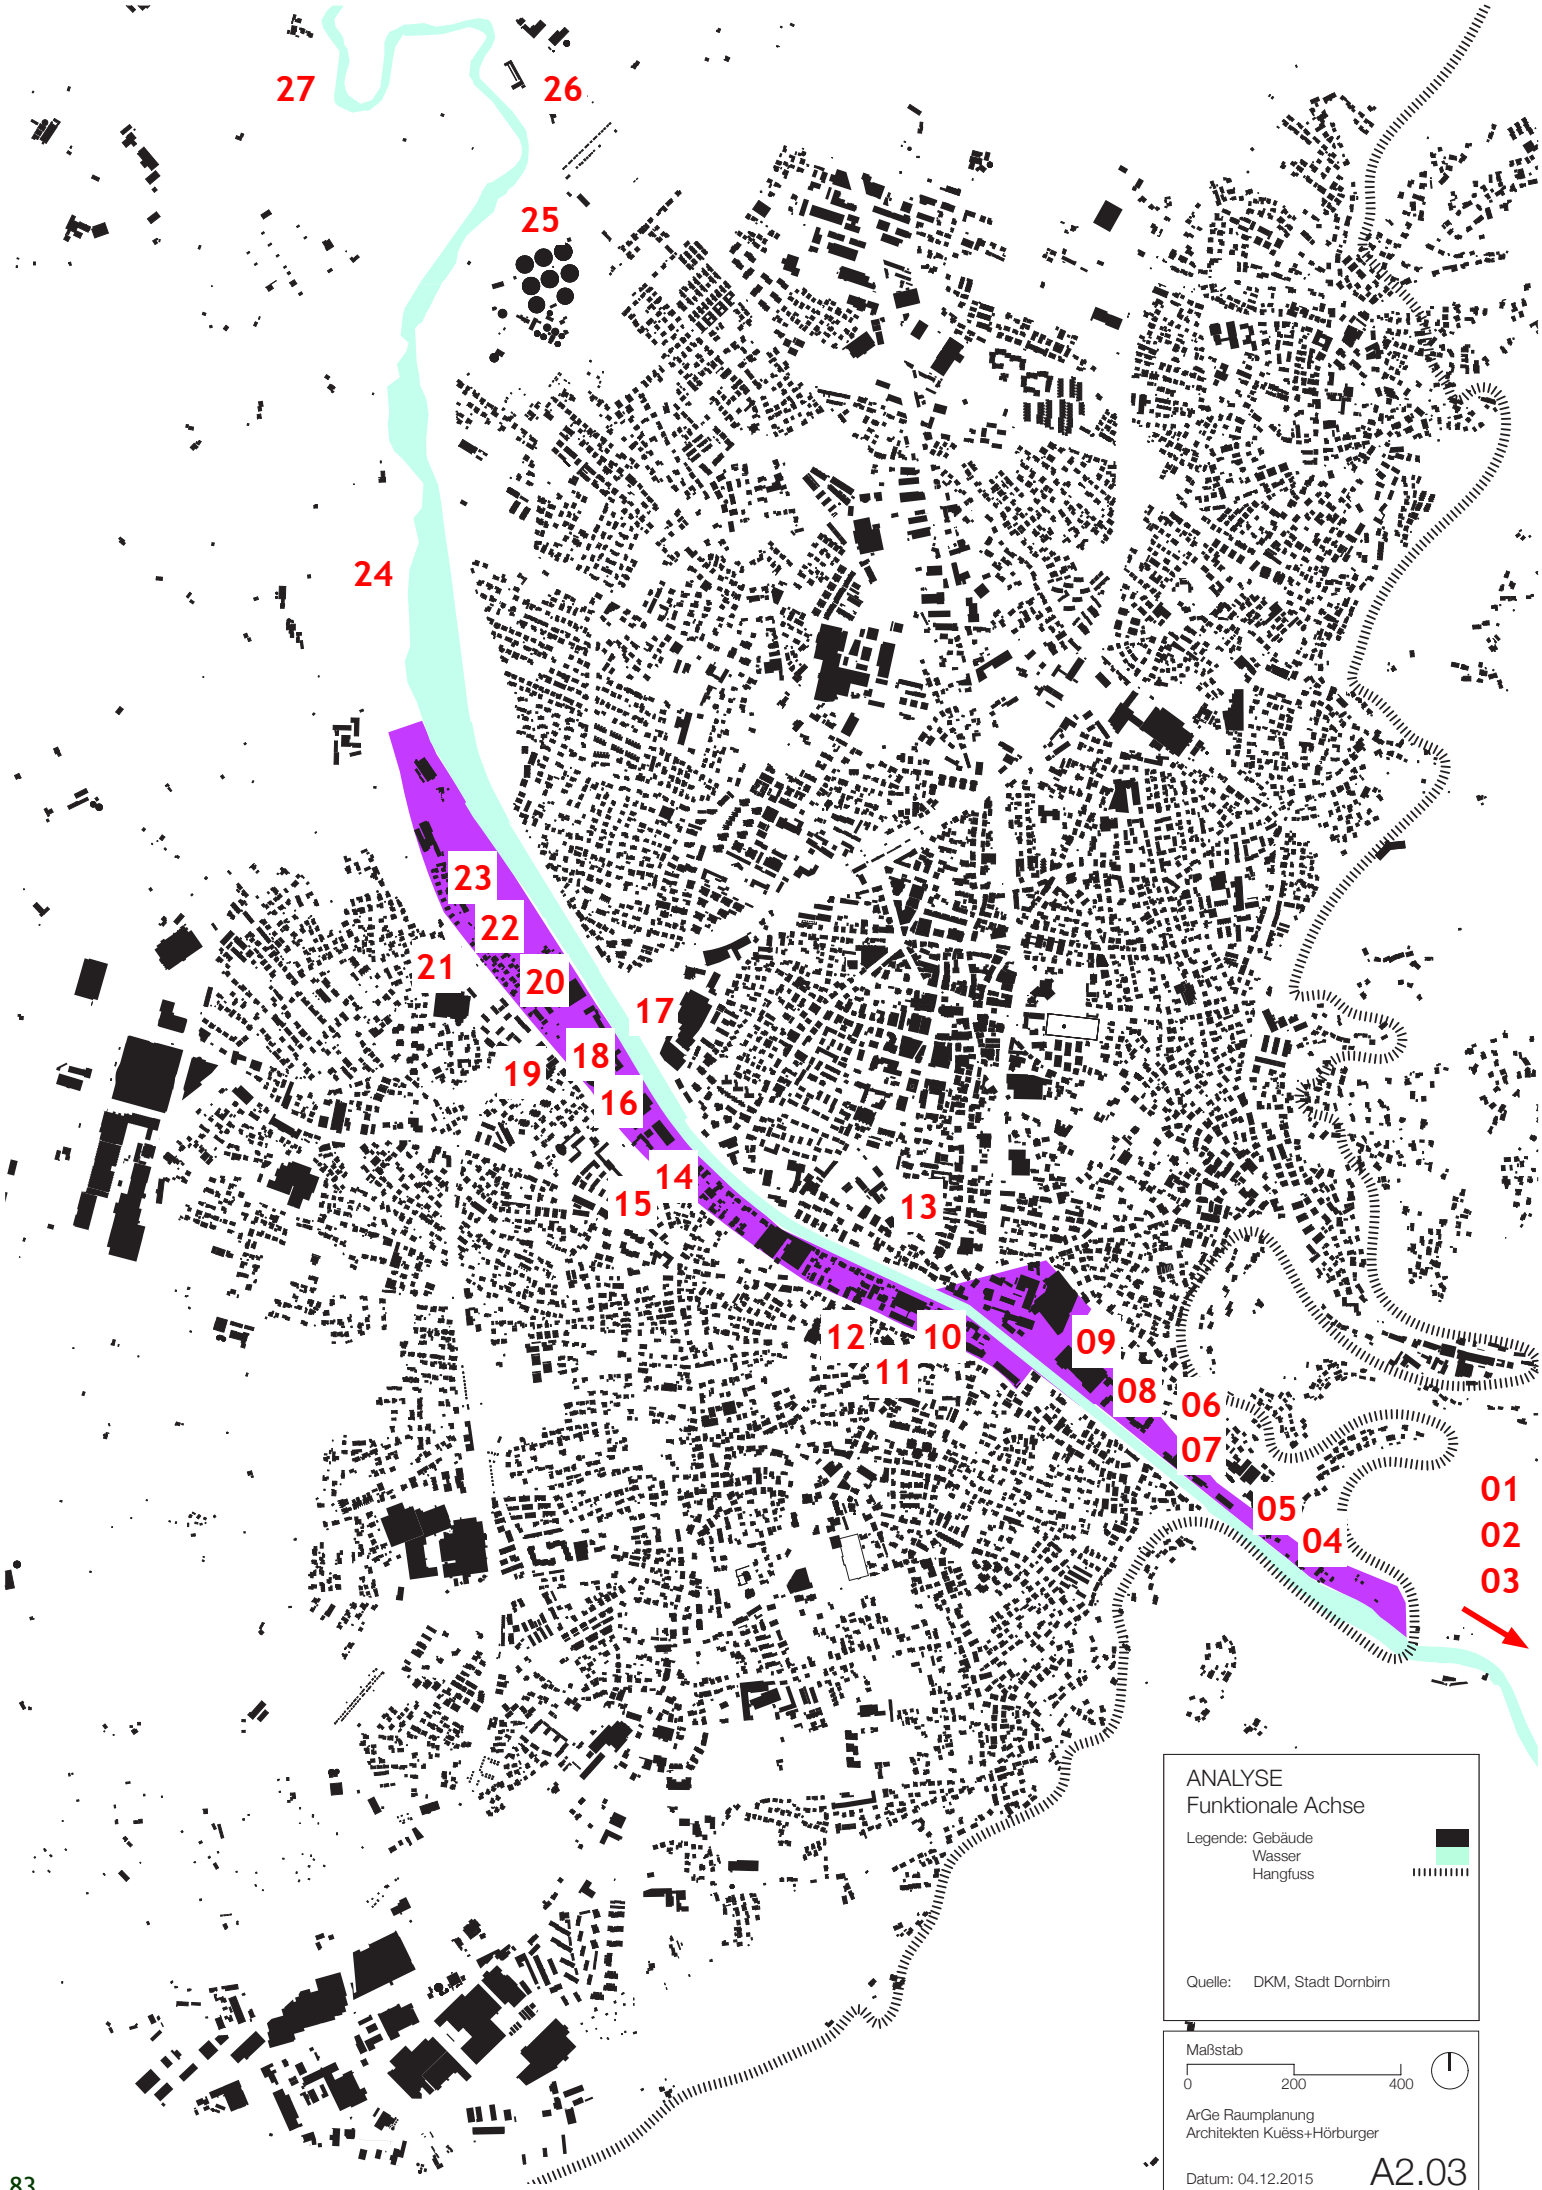 27
26
25
24
23
22
21
20
17
18
19
16
14
15
13
12
10
09
11
08
06
07
01
05
02
04
03
ANALYSE
Funktionale Achse
Legende: Gebäude
Wasser
Hangfuss
Quelle: DKM, Stadt Dornbirn
Maßstab
0 200 400
ArGe Raumplanung
Architekten Kuëss+Hörburger
Datum: 04.12.2015 A2.03
83